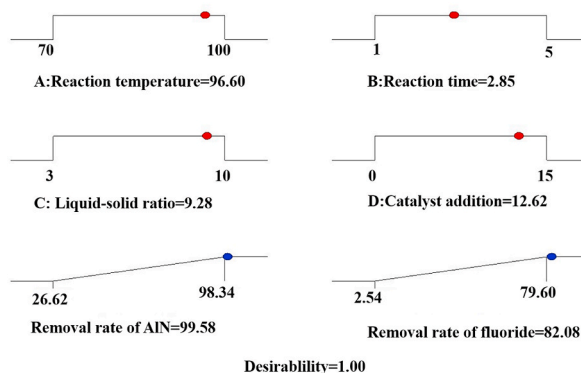 70 100 1 5
A:Reaction temperature=96.60 B:Reaction time=2.85
3 10 0 15
C: Liquid-solid ratio=9.28 D:Catalyst addition=12.62
26.62 98.34 2.54 79.60
Removal rate of AlN=99.58 Removal rate of fluoride=82.08
Desirablility=1.00